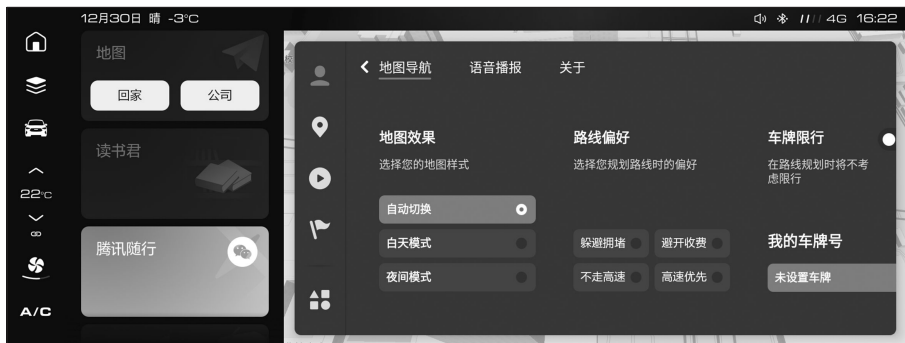 12月30日 晴 -3°C
4G 16:22
地图
回家
公司
读书君
腾讯随行
22°C
A/C
地图导航
语音播报
关于
地图效果
选择您的地图样式
自动切换
白天模式
夜间模式
路线偏好
选择您规划路线时的偏好
躲避拥堵
避开收费
不走高速
高速优先
车牌限行
在路线规划时将不考
虑限行
我的车牌号
未设置车牌